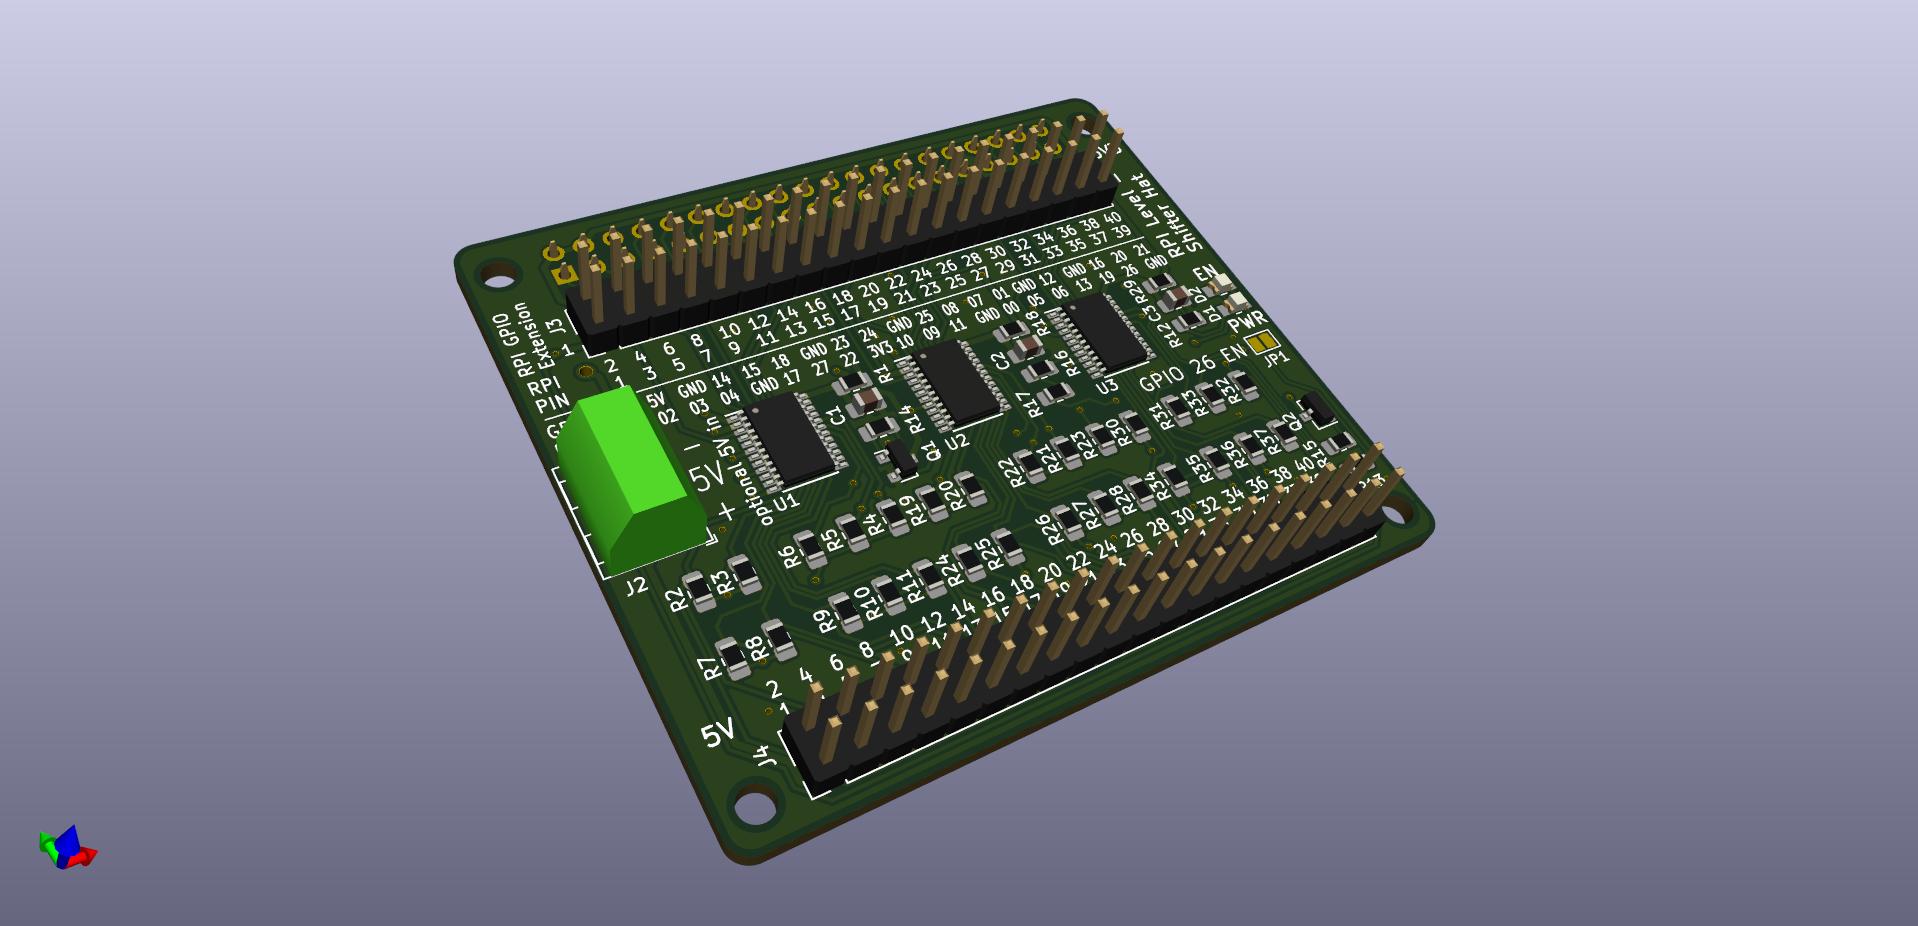 RPI Level
Shifter Hat
RPI GPIO
Extension
J3
1
2 4 6 8 10 12 14 16 18 20 22 24 26 28 30 32 34 36 38 40
1 3 5 7 9 11 13 15 17 19 21 23 25 27 29 31 33 35 37 39
RPI
PIN
5V GND 14 15 18 GND 23 24 GND 25 08 07 01 GND 12 GND 16 20 21
02 03 04 GND 17 27 22 3V3 10 09 11 GND 00 05 06 13 19 26 GND
- 5V +
optional 5V in
J2
U1
C1
R1
R14
Q1
U2
C2
R18
R16
R17
U3
R29
C3
R12
D2
D1
EN
PWR
JP1
GPIO 26 EN
R2 R3 R6 R5 R4 R19 R20 R22 R21 R23 R30 R31 R33 R32
R7 R8 R9 R10 R11 R24 R25 R26 R27 R28 R34 R35 R36 R37
Q2
R15
2 4 6 8 10 12 14 16 18 20 22 24 26 28 30 32 34 36 38 40
1
5V
J4